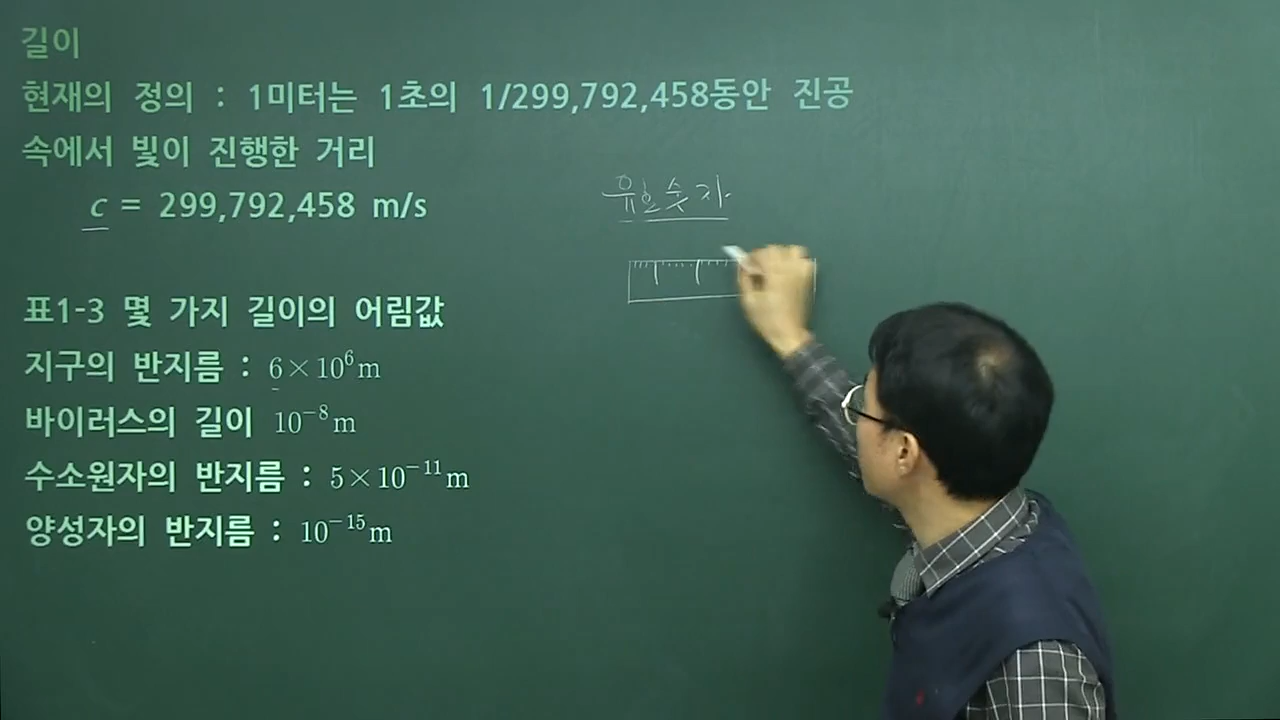 길이
현재의 정의 : 1미터는 1초의 1/299,792,458동안 진공
속에서 빛이 진행한 거리
c = 299,792,458 m/s
유효숫자
표1-3 몇 가지 길이의 어림값
지구의 반지름 : 6×10⁶m
바이러스의 길이 10⁻⁸m
수소원자의 반지름 : 5×10⁻¹¹m
양성자의 반지름 : 10⁻¹⁵m